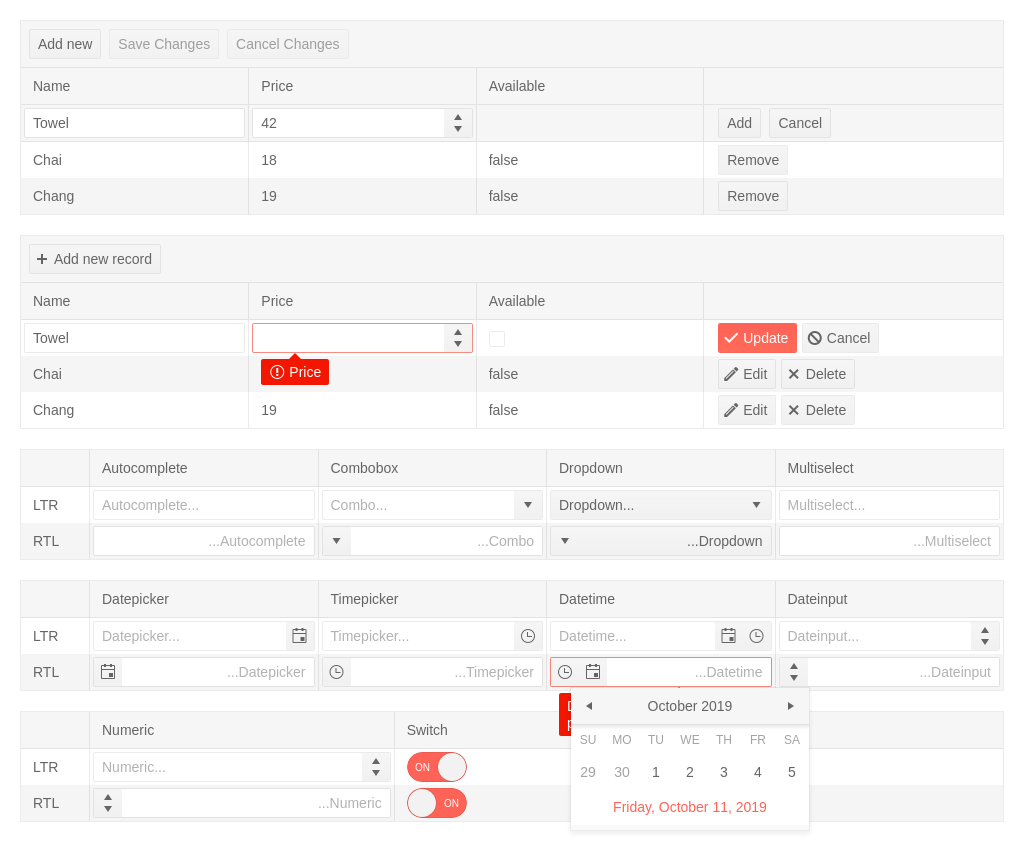 Add new Save Changes Cancel Changes
Name Price Available
Towel 42 Add Cancel
Chai 18 false Remove
Chang 19 false Remove
Add new record
Name Price Available
Towel Update Cancel
Chai Price false Edit Delete
Chang 19 false Edit Delete
Autocomplete Combobox Dropdown Multiselect
LTR Autocomplete... Combo... Dropdown... Multiselect...
RTL ...Autocomplete ...Combo ...Dropdown ...Multiselect
Datepicker Timepicker Datetime Dateinput
LTR Datepicker... Timepicker... Datetime... Dateinput...
RTL ...Datepicker ...Timepicker ...Datetime ...Dateinput
Numeric Switch October 2019
SU MO TU WE TH FR SA
LTR Numeric... ON 29 30 1 2 3 4 5
RTL ...Numeric ON Friday, October 11, 2019